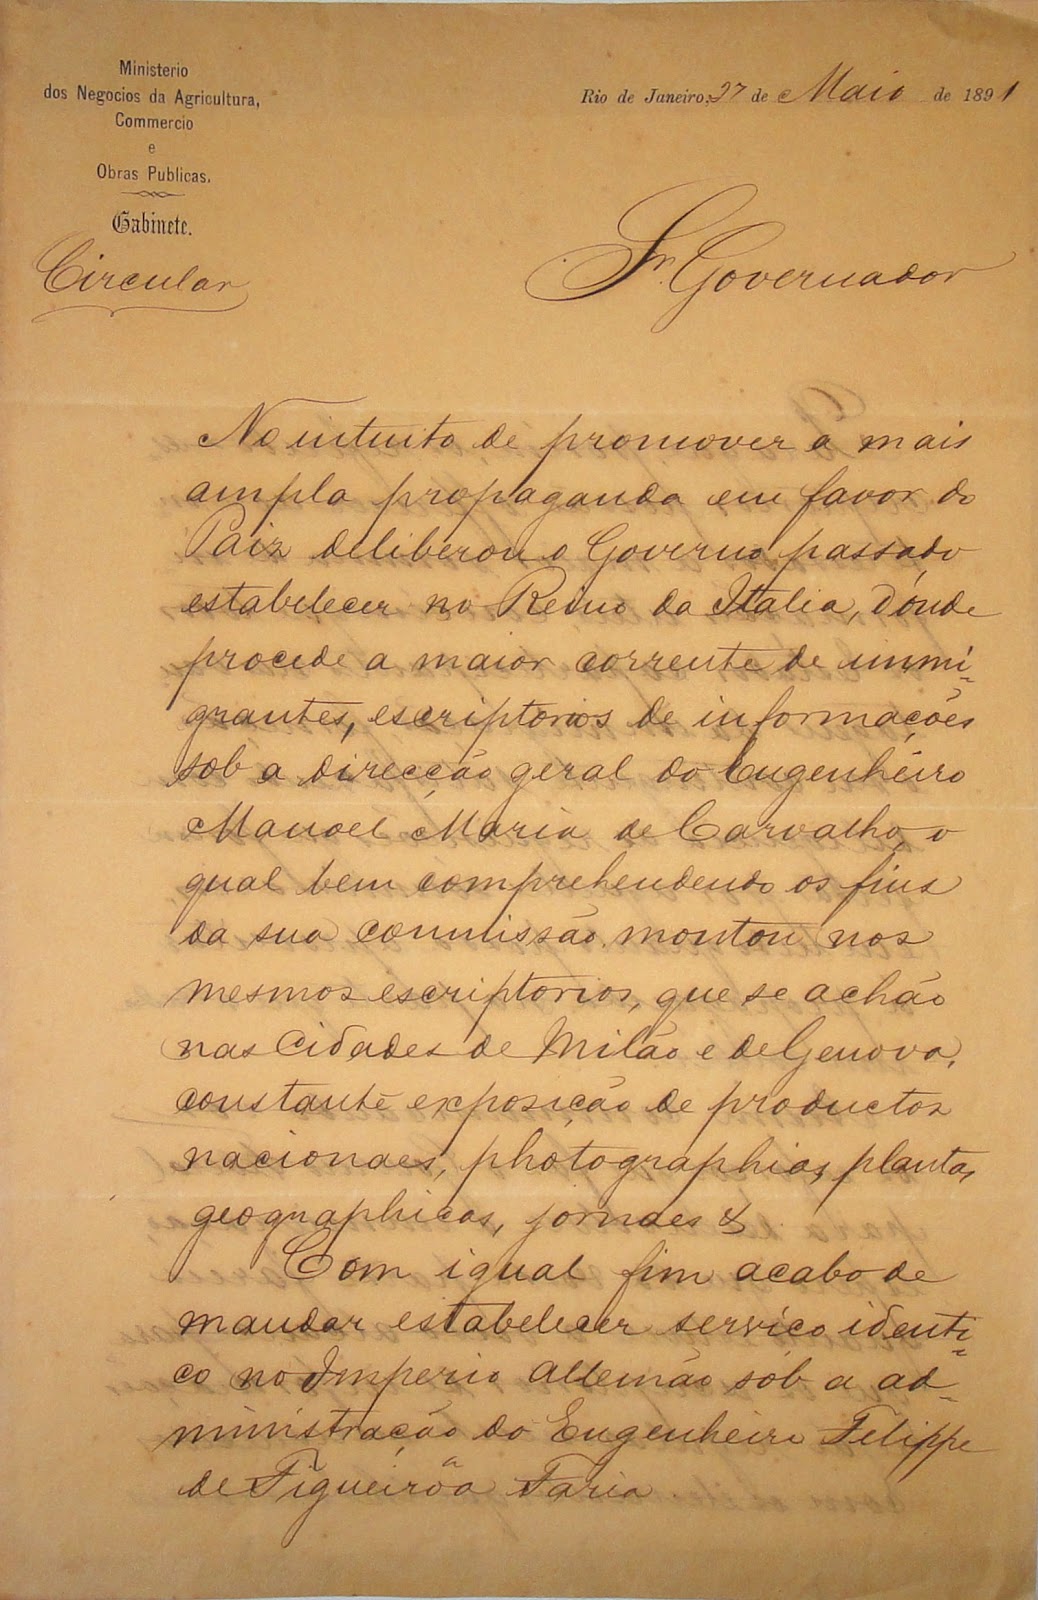 Ministerio
dos Negocios da Agricultura,
Commercio
e
Obras Publicas.
Gabinete.
Circular
Rio de Janeiro, 27 de Maio de 1891
Sr. Governador
No intuito de promover a mais
ampla propaganda em favor do
Paiz deliberou o Governo passado
estabelecer no Reino da Italia, dónde
procede a maior corrente de immi-
grantes, escriptorios de informações
sob a direcção geral do Engenheiro
Manoel Maria de Carvalho, o
qual bem comprehendendo os fins
da sua commissão montou nos
mesmos escriptorios, que se achão
nas Cidades de Milão e de Genova,
constante exposição de productos
nacionaes, photographias, plantas
geographicas, jornaes &.
Com igual fim acabo de
mandar estabelecer serviço identi-
co no Imperio allemão sob a ad-
ministração do Engenheiro Filippe
de Figueirôa Faria